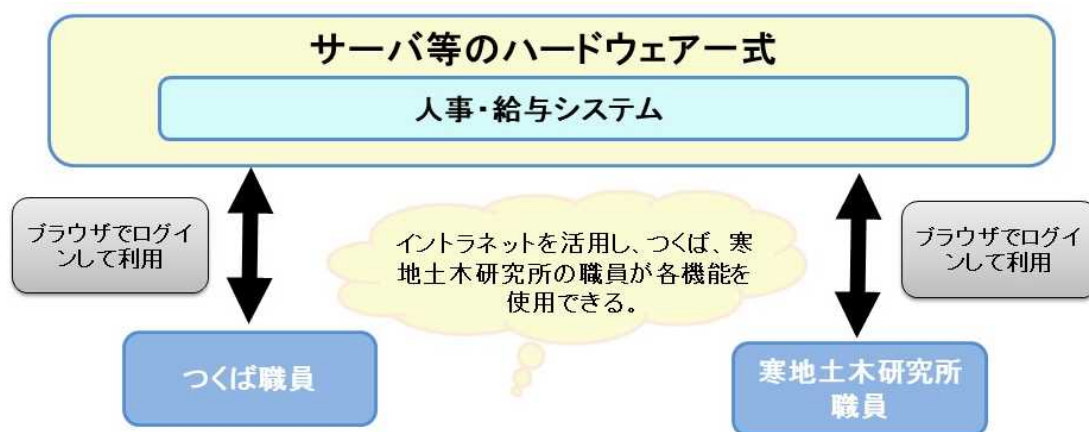 サーバ等のハードウェアー式
人事・給与システム
ブラウザでログイ
ンして利用
イントラネットを活用し、つくば、寒
地土木研究所の職員が各機能を
使用できる。
ブラウザでログイ
ンして利用
つくば職員
寒地土木研究所
職員